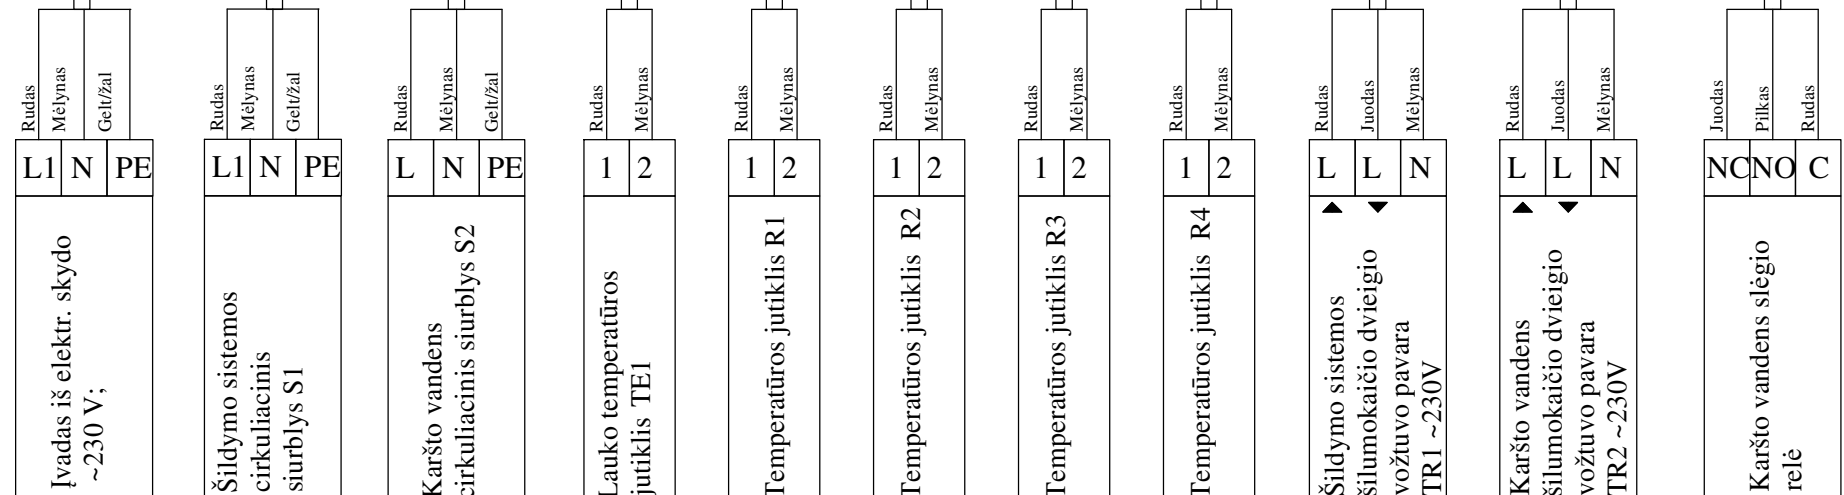 Rudas
Mėlynas
Gelt/žal
L1 N PE
Įvadas iš elektr. skydo
~230 V;
Rudas
Mėlynas
Gelt/žal
L1 N PE
Šildymo sistemos
cirkuliacinis
siurblys S1
Rudas
Mėlynas
Gelt/žal
L N PE
Karšto vandens
cirkuliacinis siurblys S2
Rudas
Mėlynas
1 2
Lauko temperatūros
jutiklis TE1
Rudas
Mėlynas
1 2
Temperatūros jutiklis R1
Rudas
Mėlynas
1 2
Temperatūros jutiklis R2
Rudas
Mėlynas
1 2
Temperatūros jutiklis R3
Rudas
Mėlynas
1 2
Temperatūros jutiklis R4
Rudas
Juodas
Mėlynas
L L N
Šildymo sistemos
šilumokaičio dvieigio
vožtuvo pavara
TR1 ~230V
Rudas
Juodas
Mėlynas
L L N
Karšto vandens
šilumokaičio dvieigio
vožtuvo pavara
TR2 ~230V
Juodas
Pilkas
Rudas
NC NO C
Karšto vandens slėgio
relė